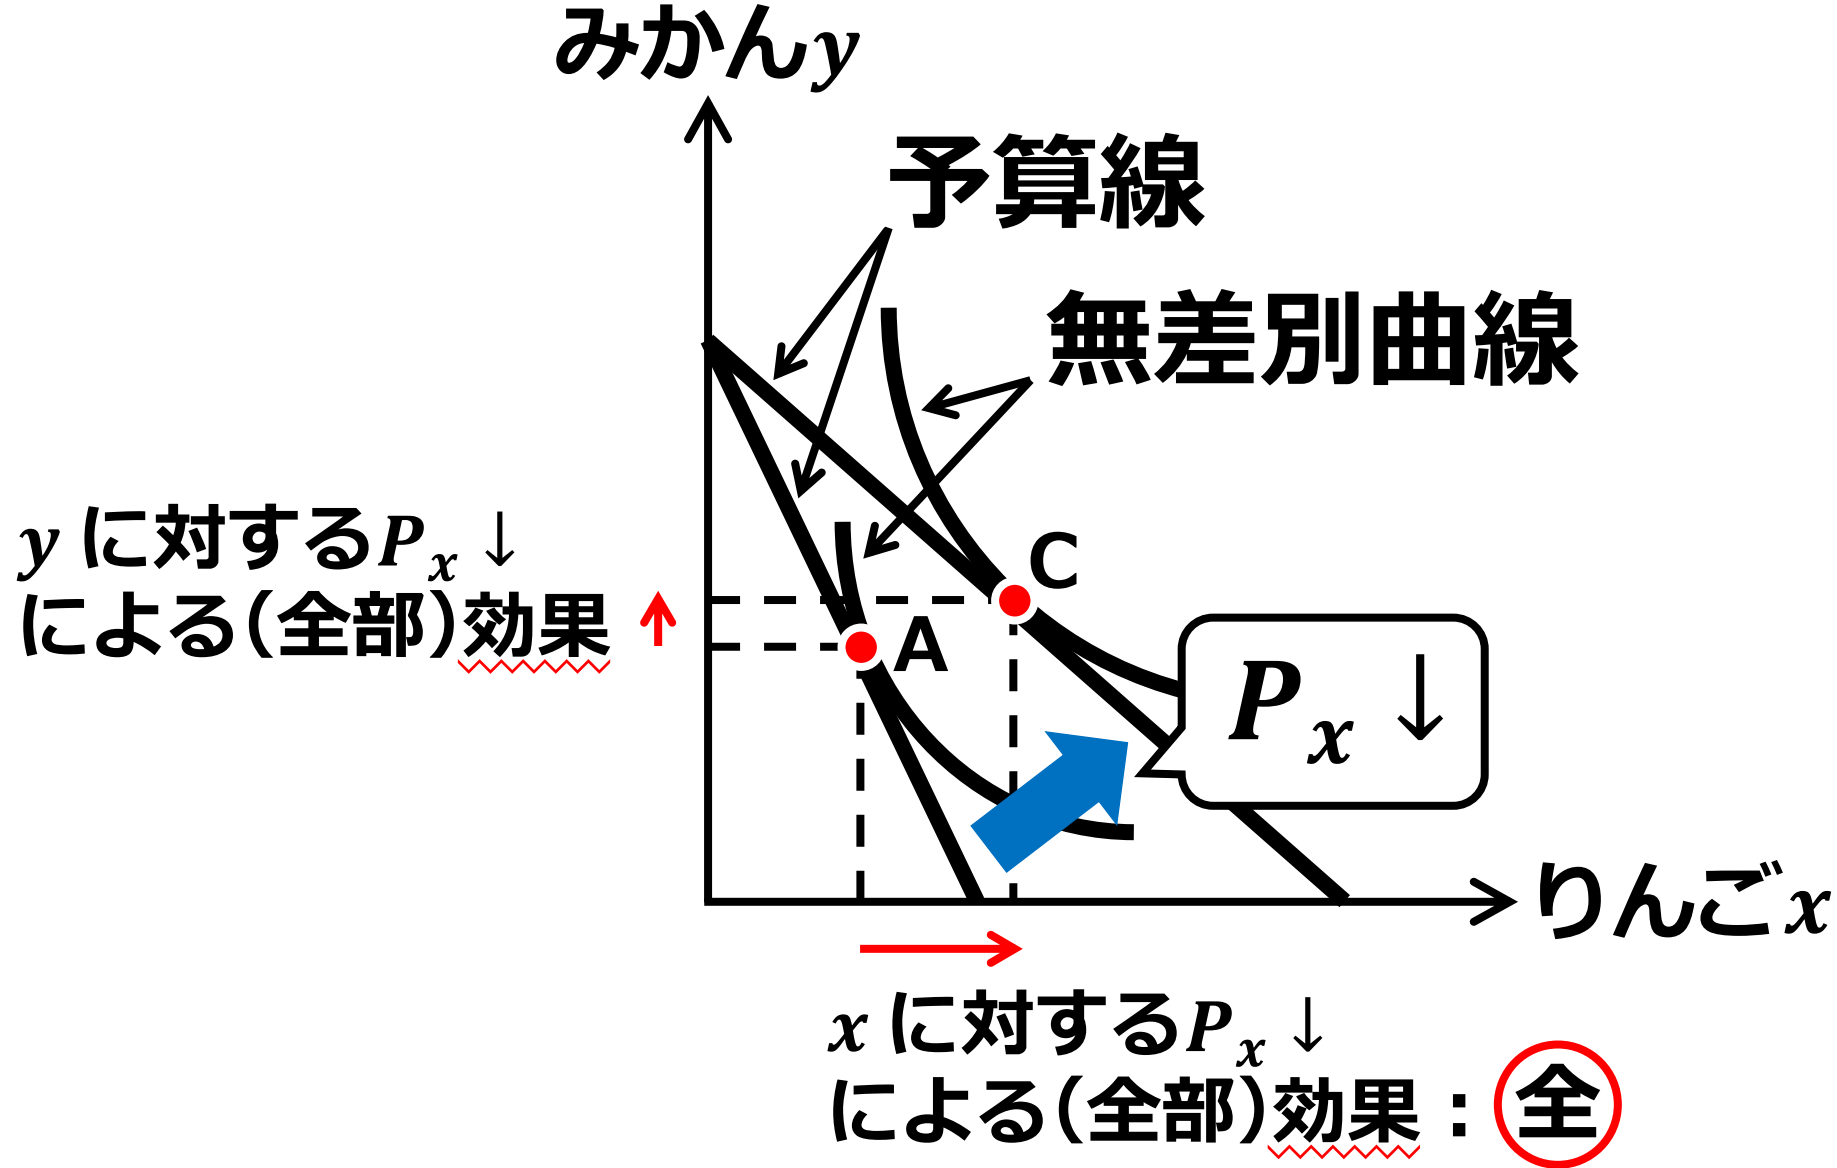 みかんy
予算線
無差別曲線
y に対するPx ↓
による(全部)効果
C
A
Px ↓
りんごx
x に対するPx ↓
による(全部)効果：全